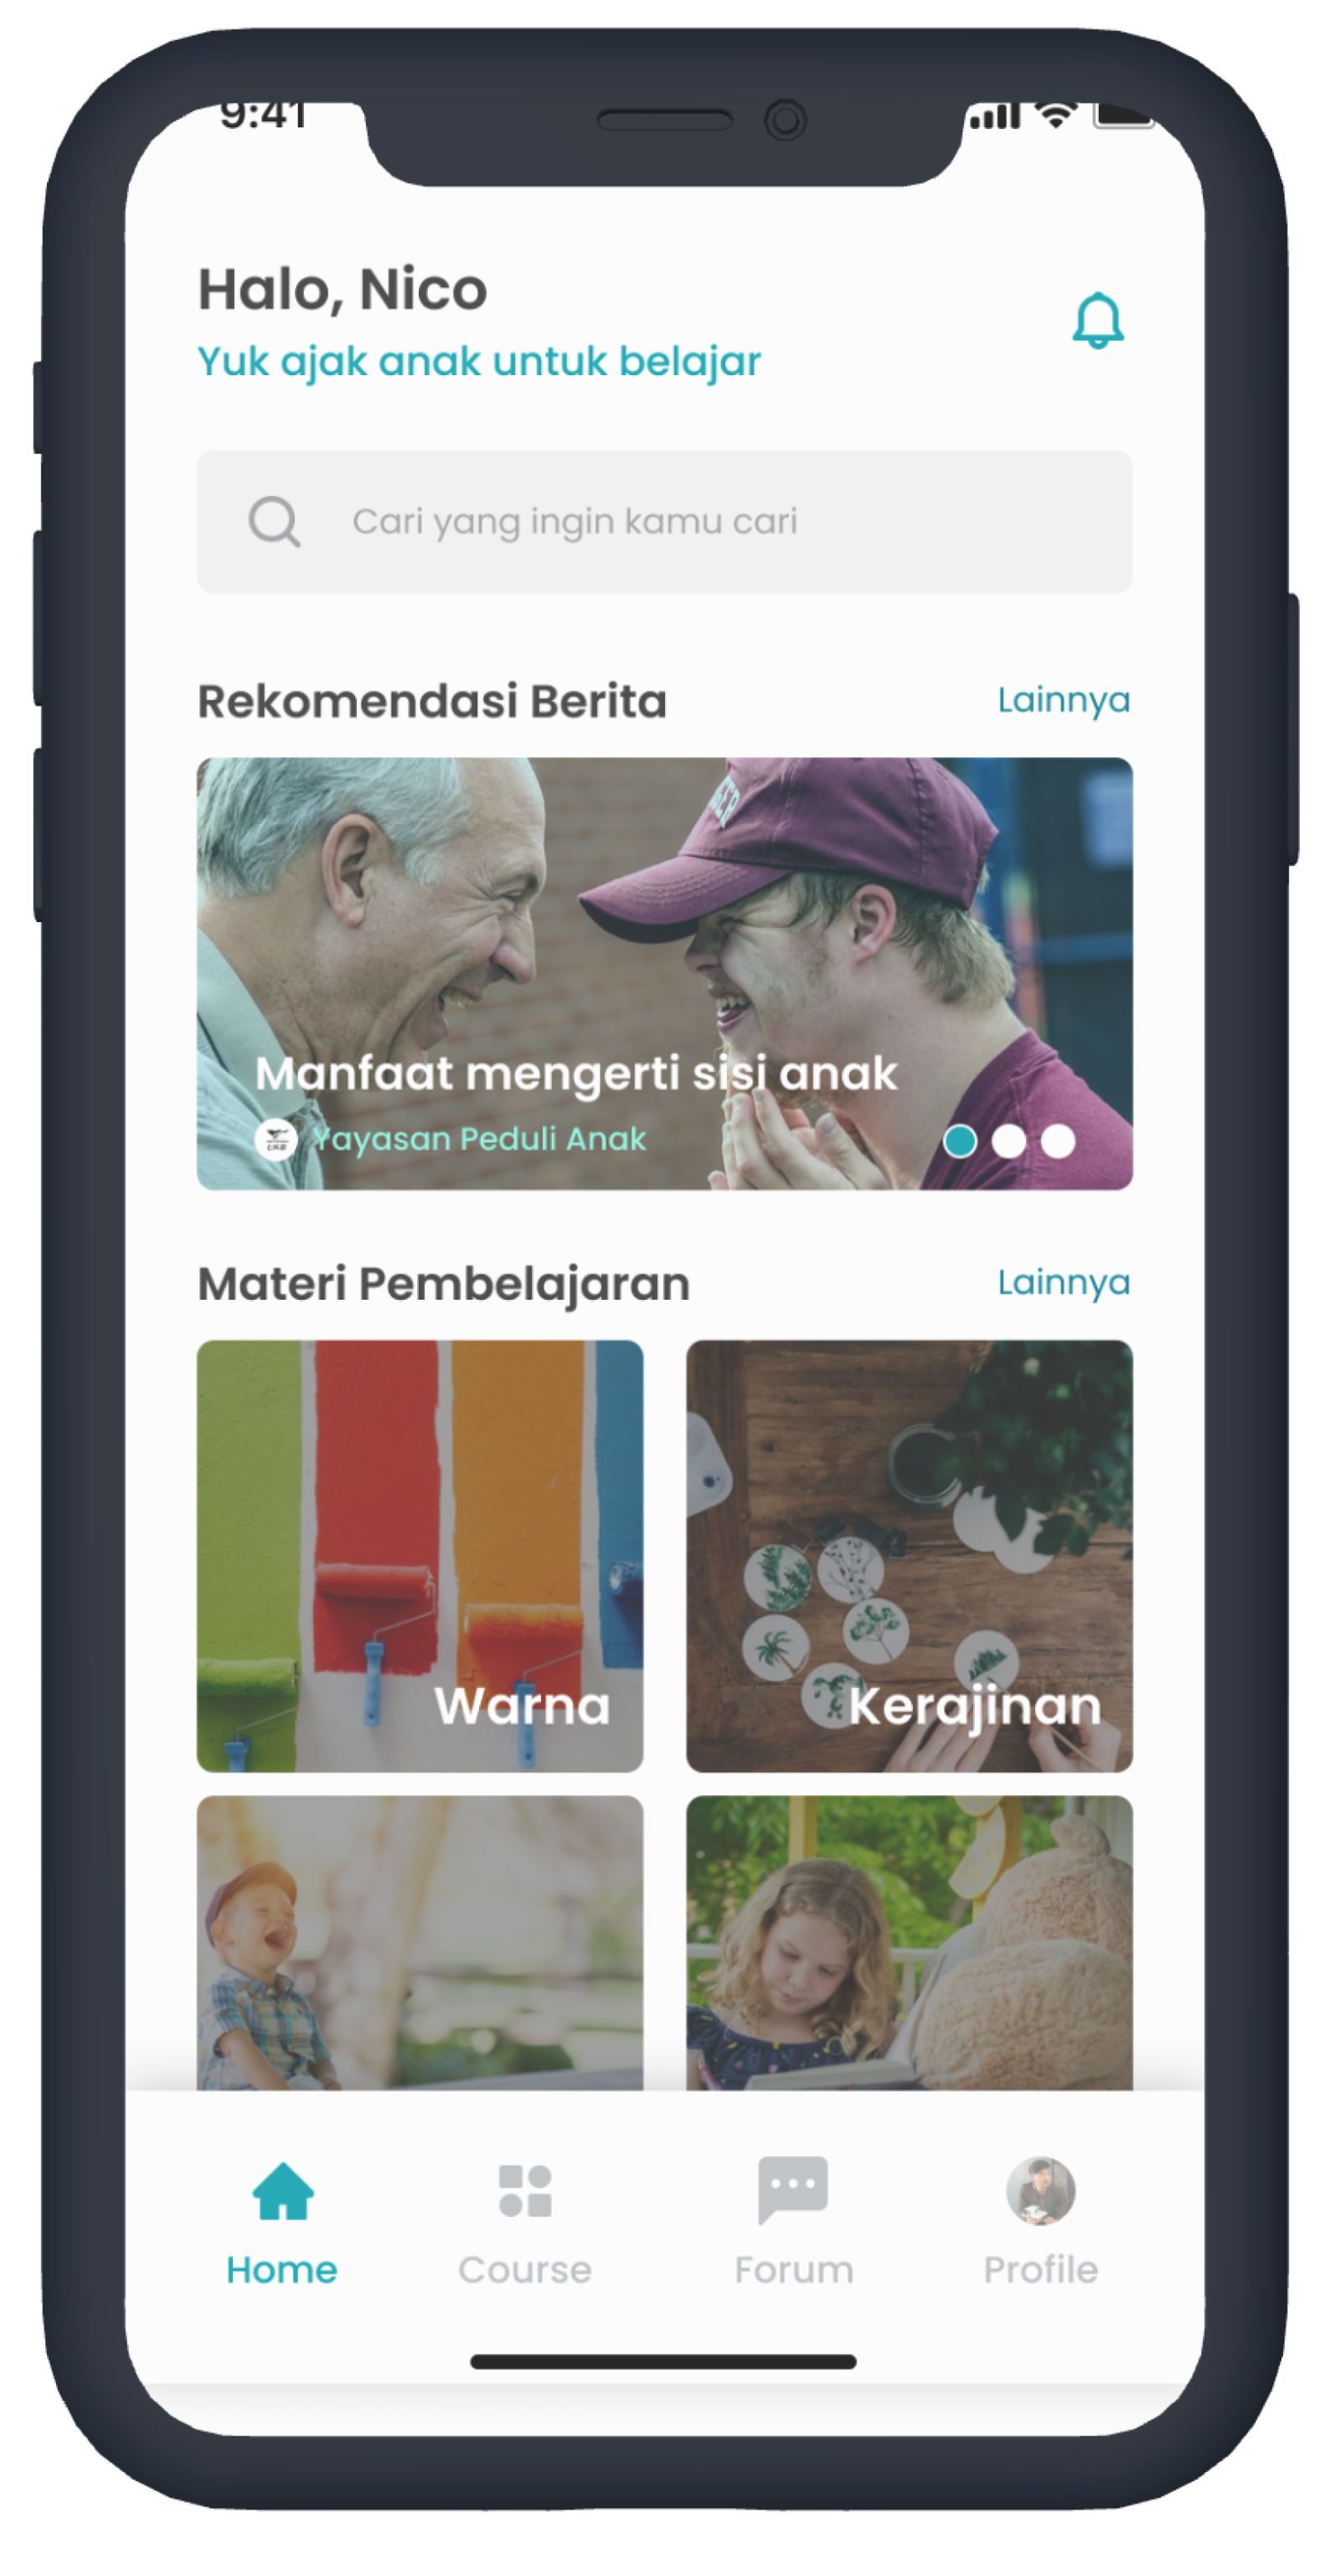 9:41
Halo, Nico
Yuk ajak anak untuk belajar
Cari yang ingin kamu cari
Rekomendasi Berita
Lainnya
Manfaat mengerti sisi anak
Yayasan Peduli Anak
Materi Pembelajaran
Lainnya
Warna
Kerajinan
Home
Course
Forum
Profile